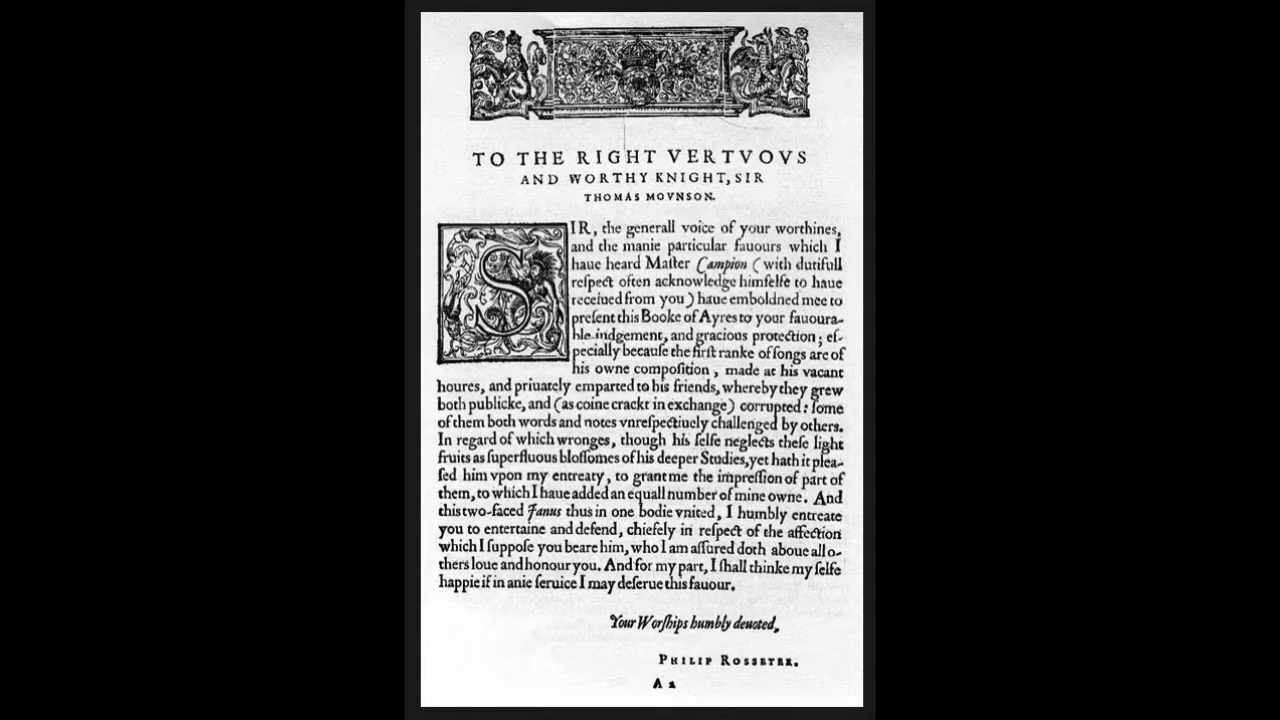 TO THE RIGHT VERTVOVS
AND WORTHY KNIGHT, SIR
THOMAS MOVNSON.
SIR, the generall voice of your worthines,
and the manie particular fauours which I
haue heard Maſter Campion (with dutifull
reſpect often acknowledge himſelfe to haue
receiued from you) haue emboldned mee to
preſent this Booke of Ayres to your fauoura-
ble iudgement, and gracious protection; eſ-
pecially becauſe the firſt ranke of ſongs are of
his owne compoſition, made at his vacant
houres, and priuately emparted to his friends, whereby they grew
both publicke, and (as coine crackt in exchange) corrupted: ſome
of them both words and notes vnreſpectiuely challenged by others.
In regard of which wronges, though his ſelfe neglects theſe light
fruits as ſuperfluous bloſſomes of his deeper Studies, yet hath it plea-
ſed him vpon my entreaty, to grant me the impreſſion of part of
them, to which I haue added an equall number of mine owne. And
this two-faced Janus thus in one bodie vnited, I humbly entreate
you to entertaine and defend, chiefely in reſpect of the affection
which I ſuppoſe you beare him, who I am aſſured doth aboue all o-
thers loue and honour you. And for my part, I ſhall thinke my ſelfe
happie if in anie ſeruice I may deſerue this fauour.
Your Worſhips humbly deuoted,
PHILIP ROSSETER.
A 2